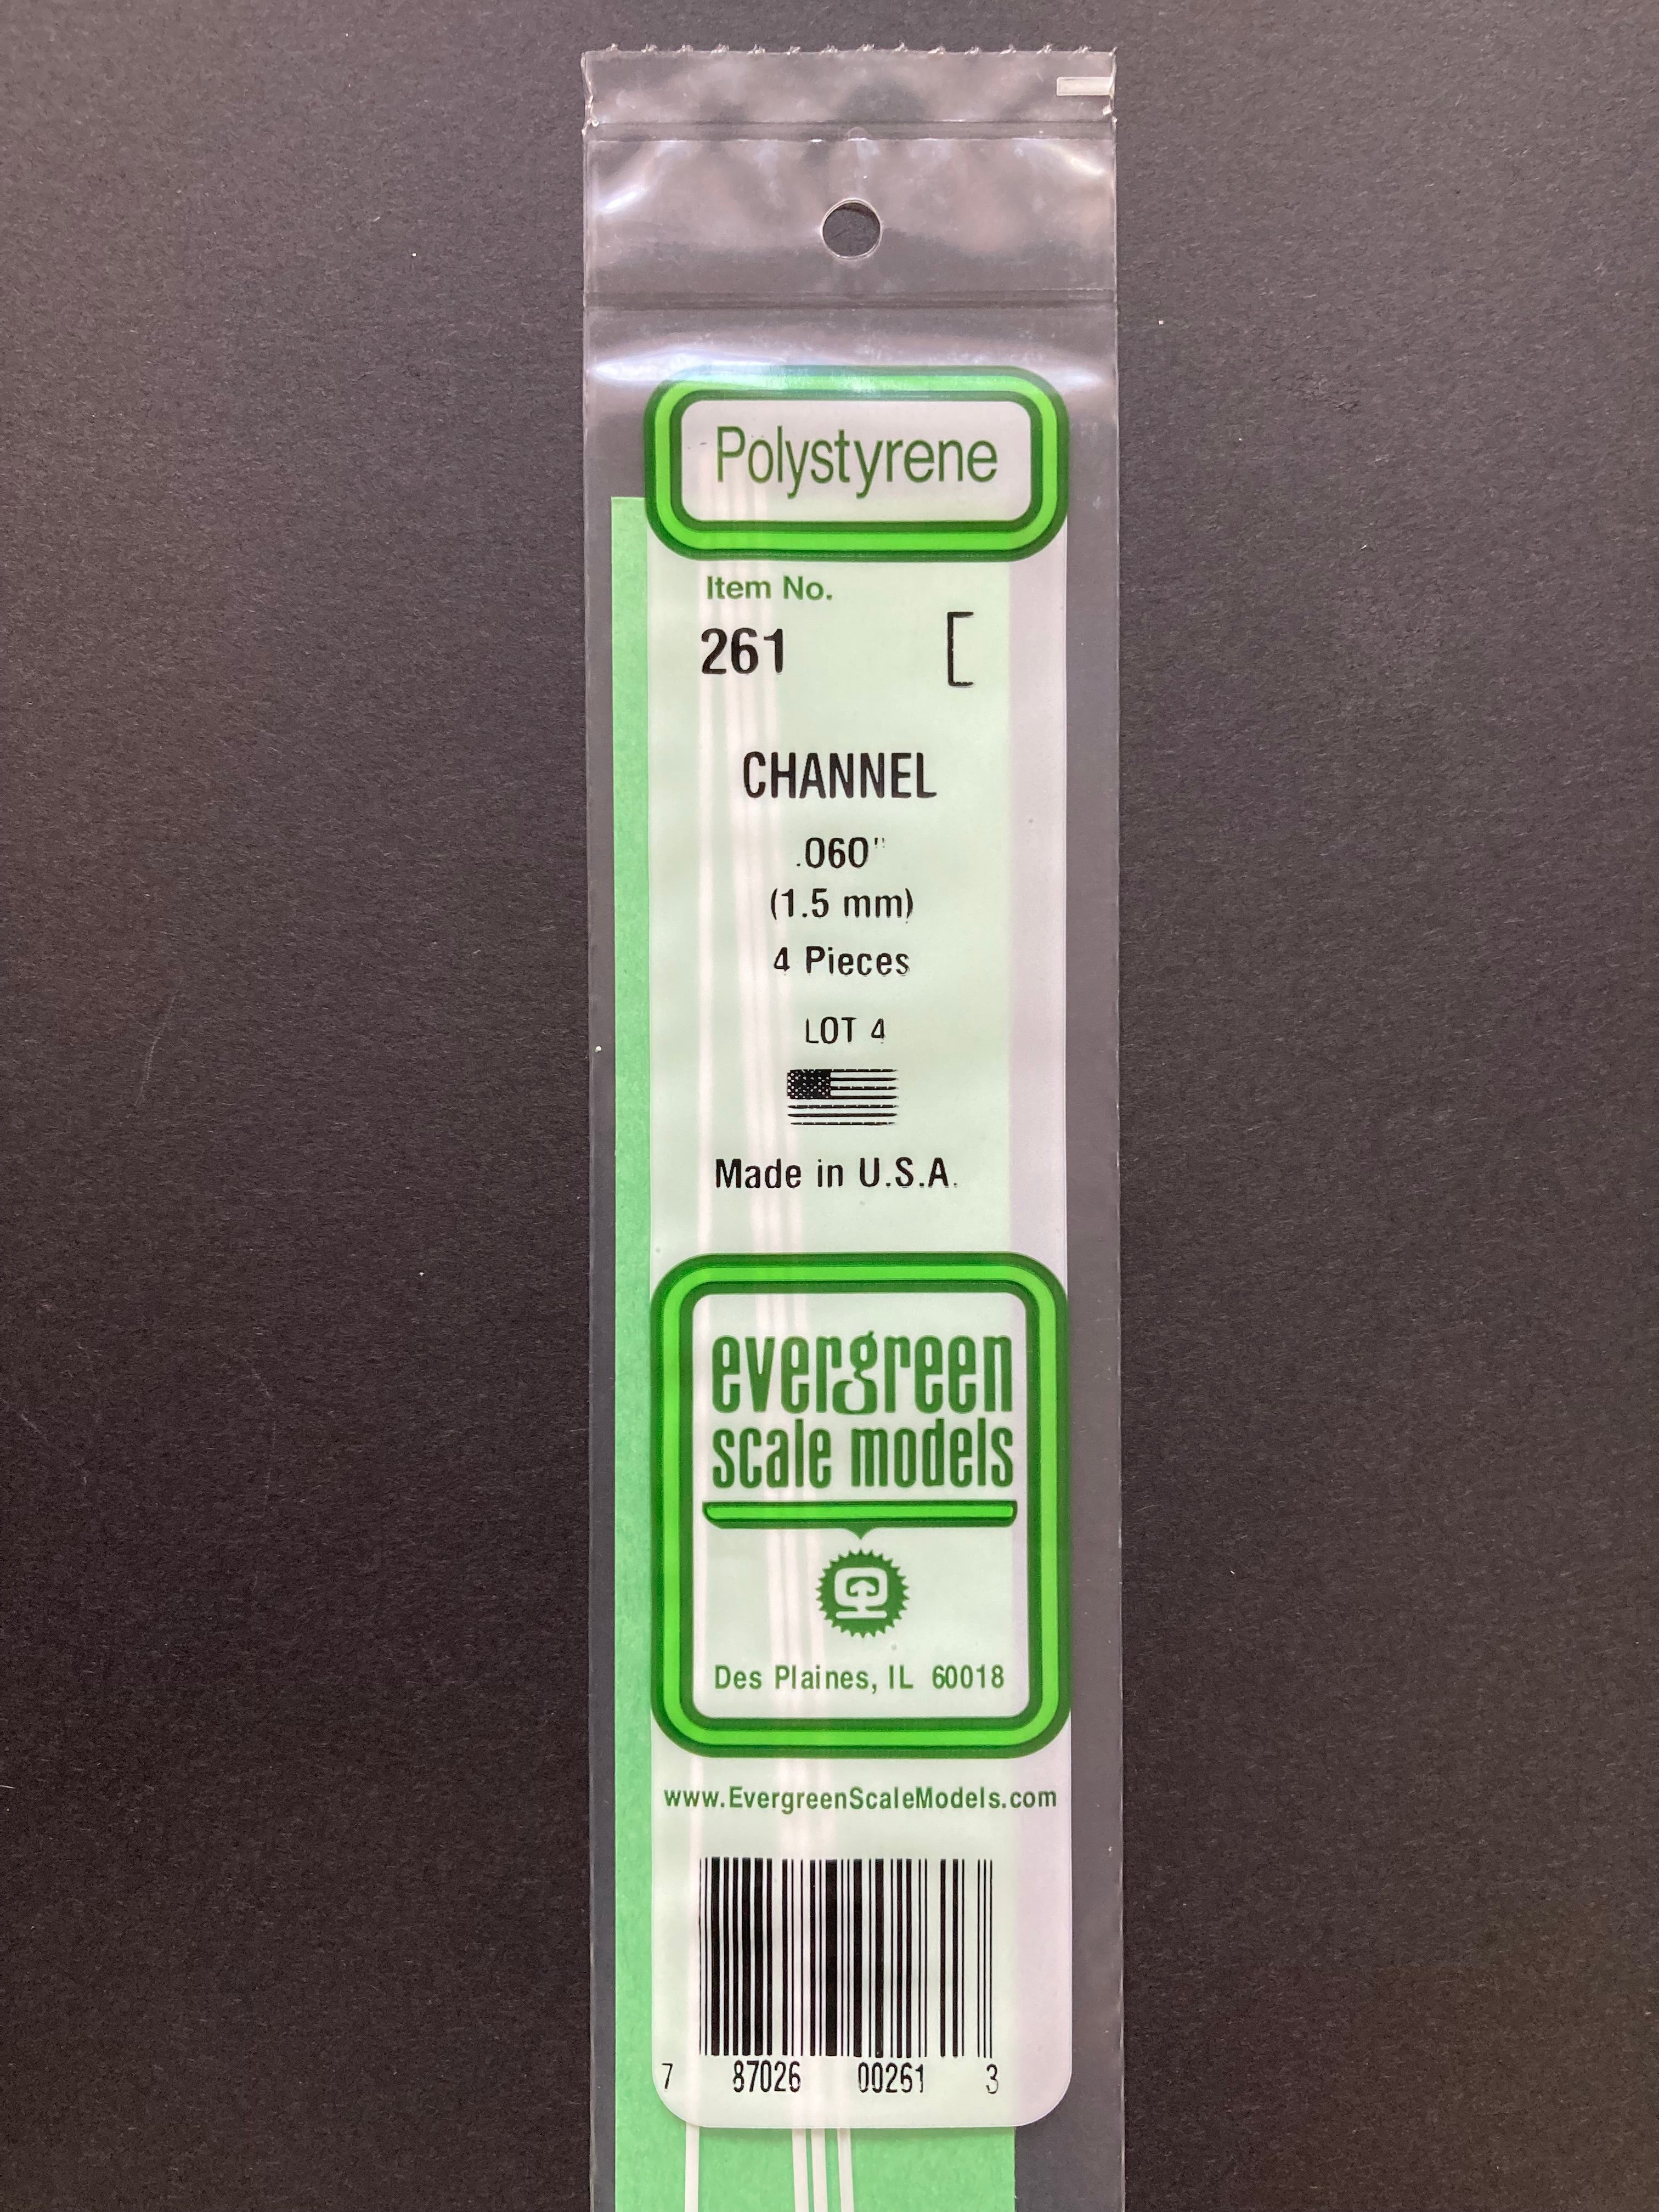 Polystyrene
Item No.
261
CHANNEL
.060"
(1.5 mm)
4 Pieces
LOT 4
Made in U.S.A.
evergreen
scale models
Des Plaines, IL 60018
www.EvergreenScaleModels.com
7 87026 00261 3